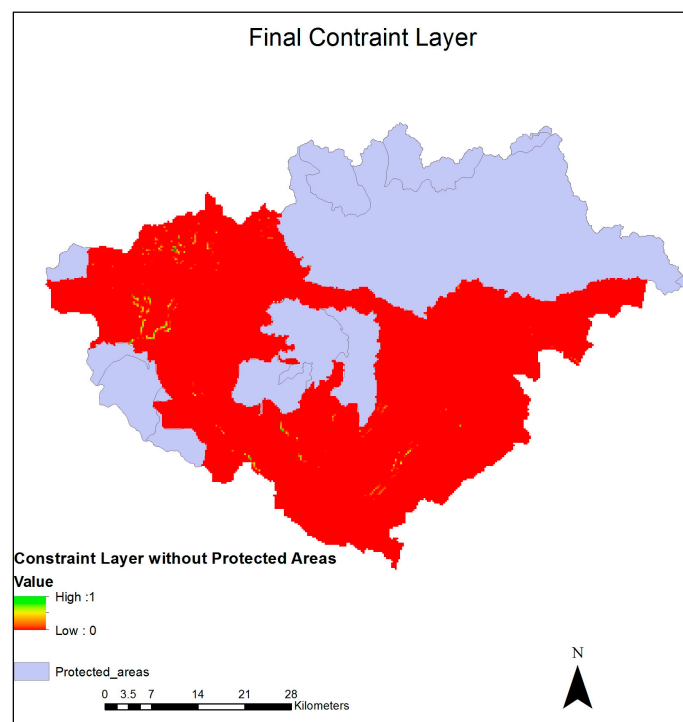 Final Contraint Layer
Constraint Layer without Protected Areas
Value
High :1
Low : 0
Protected_areas
N
0 3.5 7 14 21 28
Kilometers